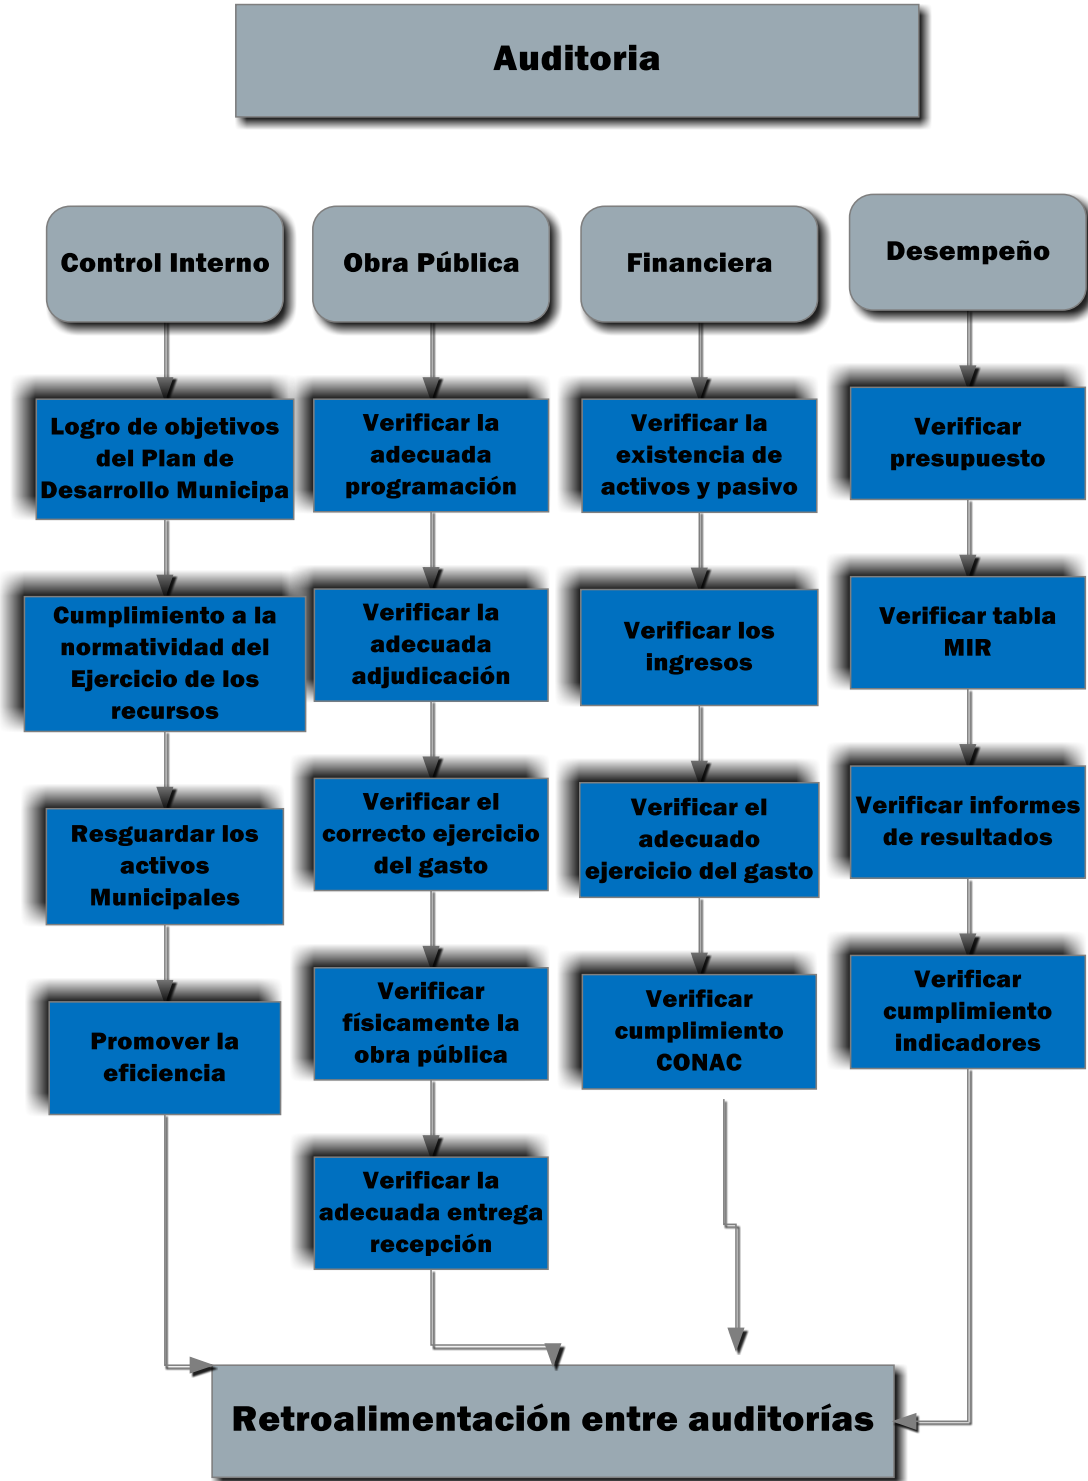 Auditoria
Control Interno
Logro de objetivos
del Plan de
Desarrollo Municipa
Cumplimiento a la
normatividad del
Ejercicio de los
recursos
Resguardar los
activos
Municipales
Promover la
eficiencia
Obra Pública
Verificar la
adecuada
programación
Verificar la
adecuada
adjudicación
Verificar el
correcto ejercicio
del gasto
Verificar
físicamente la
obra pública
Verificar la
adecuada entrega
recepción
Financiera
Verificar la
existencia de
activos y pasivo
Verificar los
ingresos
Verificar el
adecuado
ejercicio del gasto
Verificar
cumplimiento
CONAC
Desempeño
Verificar
presupuesto
Verificar tabla
MIR
Verificar informes
de resultados
Verificar
cumplimiento
indicadores
Retroalimentación entre auditorías